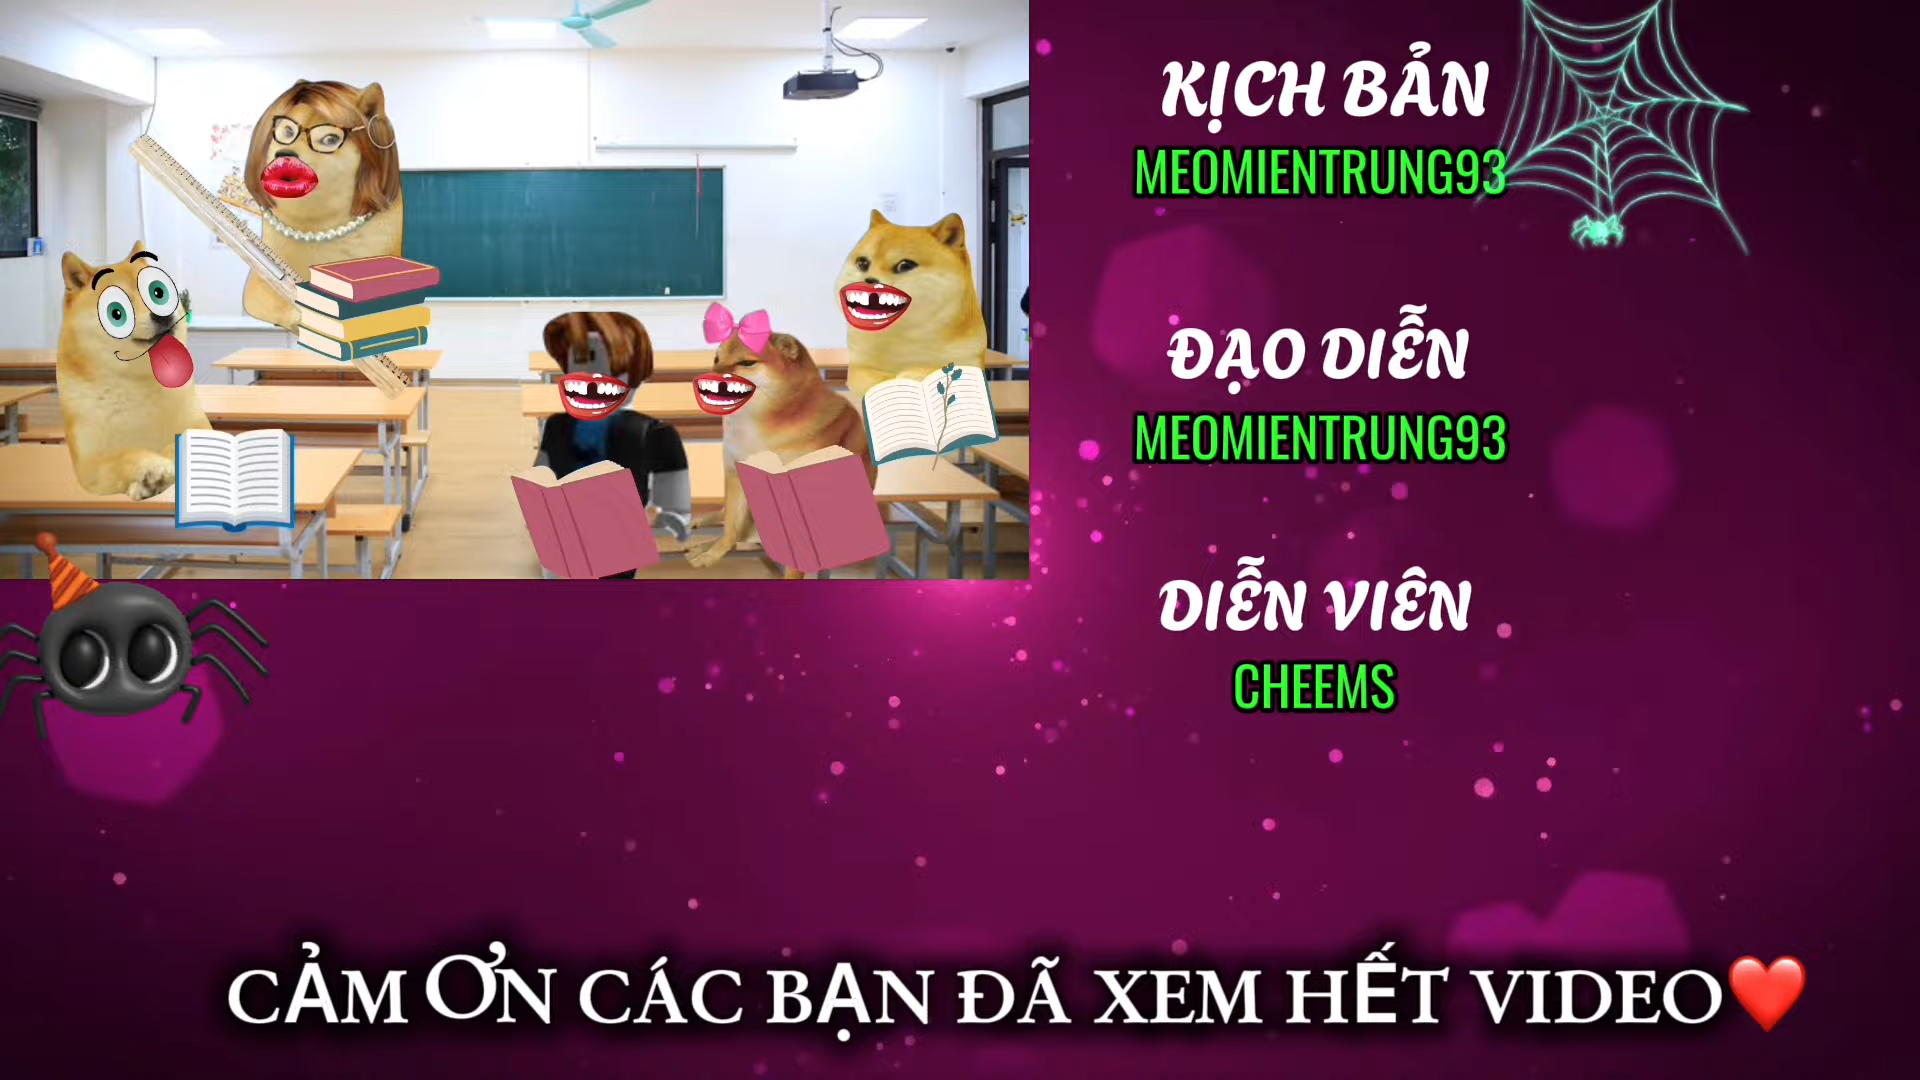 KỊCH BẢN
MEOMIENTRUNG93
ĐẠO DIỄN
MEOMIENTRUNG93
DIỄN VIÊN
CHEEMS
CẢM ƠN CÁC BẠN ĐÃ XEM HẾT VIDEO❤️